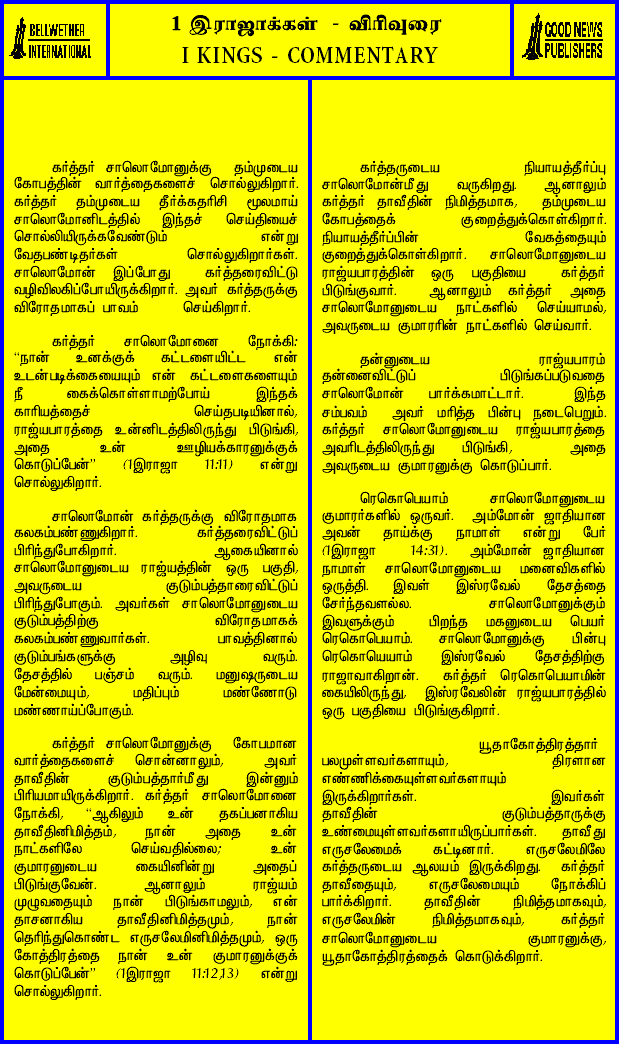 BELLWETHER
INTERNATIONAL
1 இராஜாக்கள் - விரிவுரை
I KINGS - COMMENTARY
GOOD NEWS
PUBLISHERS
கர்த்தர் சாலொமோனுக்கு தம்முடைய
கோபத்தின் வார்த்தைகளைச் சொல்லுகிறார்.
கர்த்தர் தம்முடைய தீர்க்கதரிசி மூலமாய்
சாலொமோனிடத்தில் இந்தச் செய்தியைச்
சொல்லியிருக்கவேண்டும் என்று
வேதபண்டிதர்கள் சொல்லுகிறார்கள்.
சாலொமோன் இப்போது கர்த்தரைவிட்டு
வழிவிலகிப்போயிருக்கிறார். அவர் கர்த்தருக்கு
விரோதமாகப் பாவம் செய்கிறார்.
கர்த்தர் சாலொமோனை நோக்கி:
“நான் உனக்குக் கட்டளையிட்ட என்
உடன்படிக்கையையும் என் கட்டளைகளையும்
நீ கைக்கொள்ளாமற்போய் இந்தக்
காரியத்தைச் செய்தபடியினால்,
ராஜ்யபாரத்தை உன்னிடத்திலிருந்து பிடுங்கி,
அதை உன் ஊழியக்காரனுக்குக்
கொடுப்பேன்” (1இராஜா 11:11) என்று
சொல்லுகிறார்.
சாலொமோன் கர்த்தருக்கு விரோதமாக
கலகம்பண்ணுகிறார். கர்த்தரைவிட்டுப்
பிரிந்துபோகிறார். ஆகையினால்
சாலொமோனுடைய ராஜ்யத்தின் ஒரு பகுதி,
அவருடைய குடும்பத்தாரைவிட்டுப்
பிரிந்துபோகும். அவர்கள் சாலொமோனுடைய
குடும்பத்திற்கு விரோதமாகக்
கலகம்பண்ணுவார்கள். பாவத்தினால்
குடும்பங்களுக்கு அழிவு வரும்.
தேசத்தில் பஞ்சம் வரும். மனுஷருடைய
மேன்மையும், மதிப்பும் மண்ணோடு
மண்ணாய்ப்போகும்.
கர்த்தர் சாலொமோனுக்கு கோபமான
வார்த்தைகளைச் சொன்னாலும், அவர்
தாவீதின் குடும்பத்தார்மீது இன்னும்
பிரியமாயிருக்கிறார். கர்த்தர் சாலொமோனை
நோக்கி, “ஆகிலும் உன் தகப்பனாகிய
தாவீதினிமித்தம், நான் அதை உன்
நாட்களிலே செய்வதில்லை; உன்
குமாரனுடைய கையினின்று அதைப்
பிடுங்குவேன். ஆனாலும் ராஜ்யம்
முழுவதையும் நான் பிடுங்காமலும், என்
தாசனாகிய தாவீதினிமித்தமும், நான்
தெரிந்துகொண்ட எருசலேமினிமித்தமும், ஒரு
கோத்திரத்தை நான் உன் குமாரனுக்குக்
கொடுப்பேன்” (1இராஜா 11:12,13) என்று
சொல்லுகிறார்.
கர்த்தருடைய நியாயத்தீர்ப்பு
சாலொமோன்மீது வருகிறது. ஆனாலும்
கர்த்தர் தாவீதின் நிமித்தமாக, தம்முடைய
கோபத்தைக் குறைத்துக்கொள்கிறார்.
நியாயத்தீர்ப்பின் வேகத்தையும்
குறைத்துக்கொள்கிறார். சாலொமோனுடைய
ராஜ்யபாரத்தின் ஒரு பகுதியை கர்த்தர்
பிடுங்குவார். ஆனாலும் கர்த்தர் அதை
சாலொமோனுடைய நாட்களில் செய்யாமல்,
அவருடைய குமாரரின் நாட்களில் செய்வார்.
தன்னுடைய ராஜ்யபாரம்
தன்னைவிட்டுப் பிடுங்கப்படுவதை
சாலொமோன் பார்க்கமாட்டார். இந்த
சம்பவம் அவர் மரித்த பின்பு நடைபெறும்.
கர்த்தர் சாலொமோனுடைய ராஜ்யபாரத்தை
அவரிடத்திலிருந்து பிடுங்கி, அதை
அவருடைய குமாரனுக்கு கொடுப்பார்.
ரெகொபெயாம் சாலொமோனுடைய
குமாரர்களில் ஒருவர். அம்மோன் ஜாதியான
அவன் தாய்க்கு நாமாள் என்று பேர்
(1இராஜா 14:31). அம்மோன் ஜாதியான
நாமாள் சாலொமோனுடைய மனைவிகளில்
ஒருத்தி. இவள் இஸ்ரவேல் தேசத்தை
சேர்ந்தவளல்ல. சாலொமோனுக்கும்
இவளுக்கும் பிறந்த மகனுடைய பெயர்
ரெகொபெயாம். சாலொமோனுக்கு பின்பு
ரெகொயெயாம் இஸ்ரவேல் தேசத்திற்கு
ராஜாவாகிறான். கர்த்தர் ரெகொபெயாமின்
கையிலிருந்து, இஸ்ரவேலின் ராஜ்யபாரத்தில்
ஒரு பகுதியை பிடுங்குகிறார்.
யூதாகோத்திரத்தார்
பலமுள்ளவர்களாயும், திரளான
எண்ணிக்கையுள்ளவர்களாயும்
இருக்கிறார்கள். இவர்கள்
தாவீதின் குடும்பத்தாருக்கு
உண்மையுள்ளவர்களாயிருப்பார்கள். தாவீது
எருசலேமைக் கட்டினார். எருசலேமிலே
கர்த்தருடைய ஆலயம் இருக்கிறது. கர்த்தர்
தாவீதையும், எருசலேமையும் நோக்கிப்
பார்க்கிறார். தாவீதின் நிமித்தமாகவும்,
எருசலேமின் நிமித்தமாகவும், கர்த்தர்
சாலொமோனுடைய குமாரனுக்கு,
யூதாகோத்திரத்தைக் கொடுக்கிறார்.